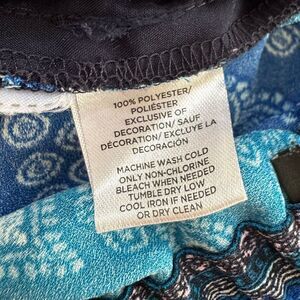 100% POLYESTER/
POLIÉSTER
EXCLUSIVE OF
DECORATION/ SAUF
DÉCORATION/ EXCLUYE LA
DECORACIÓN
MACHINE WASH COLD
ONLY NON-CHLORINE
BLEACH WHEN NEEDED
TUMBLE DRY LOW
COOL IRON IF NEEDED
OR DRY CLEAN